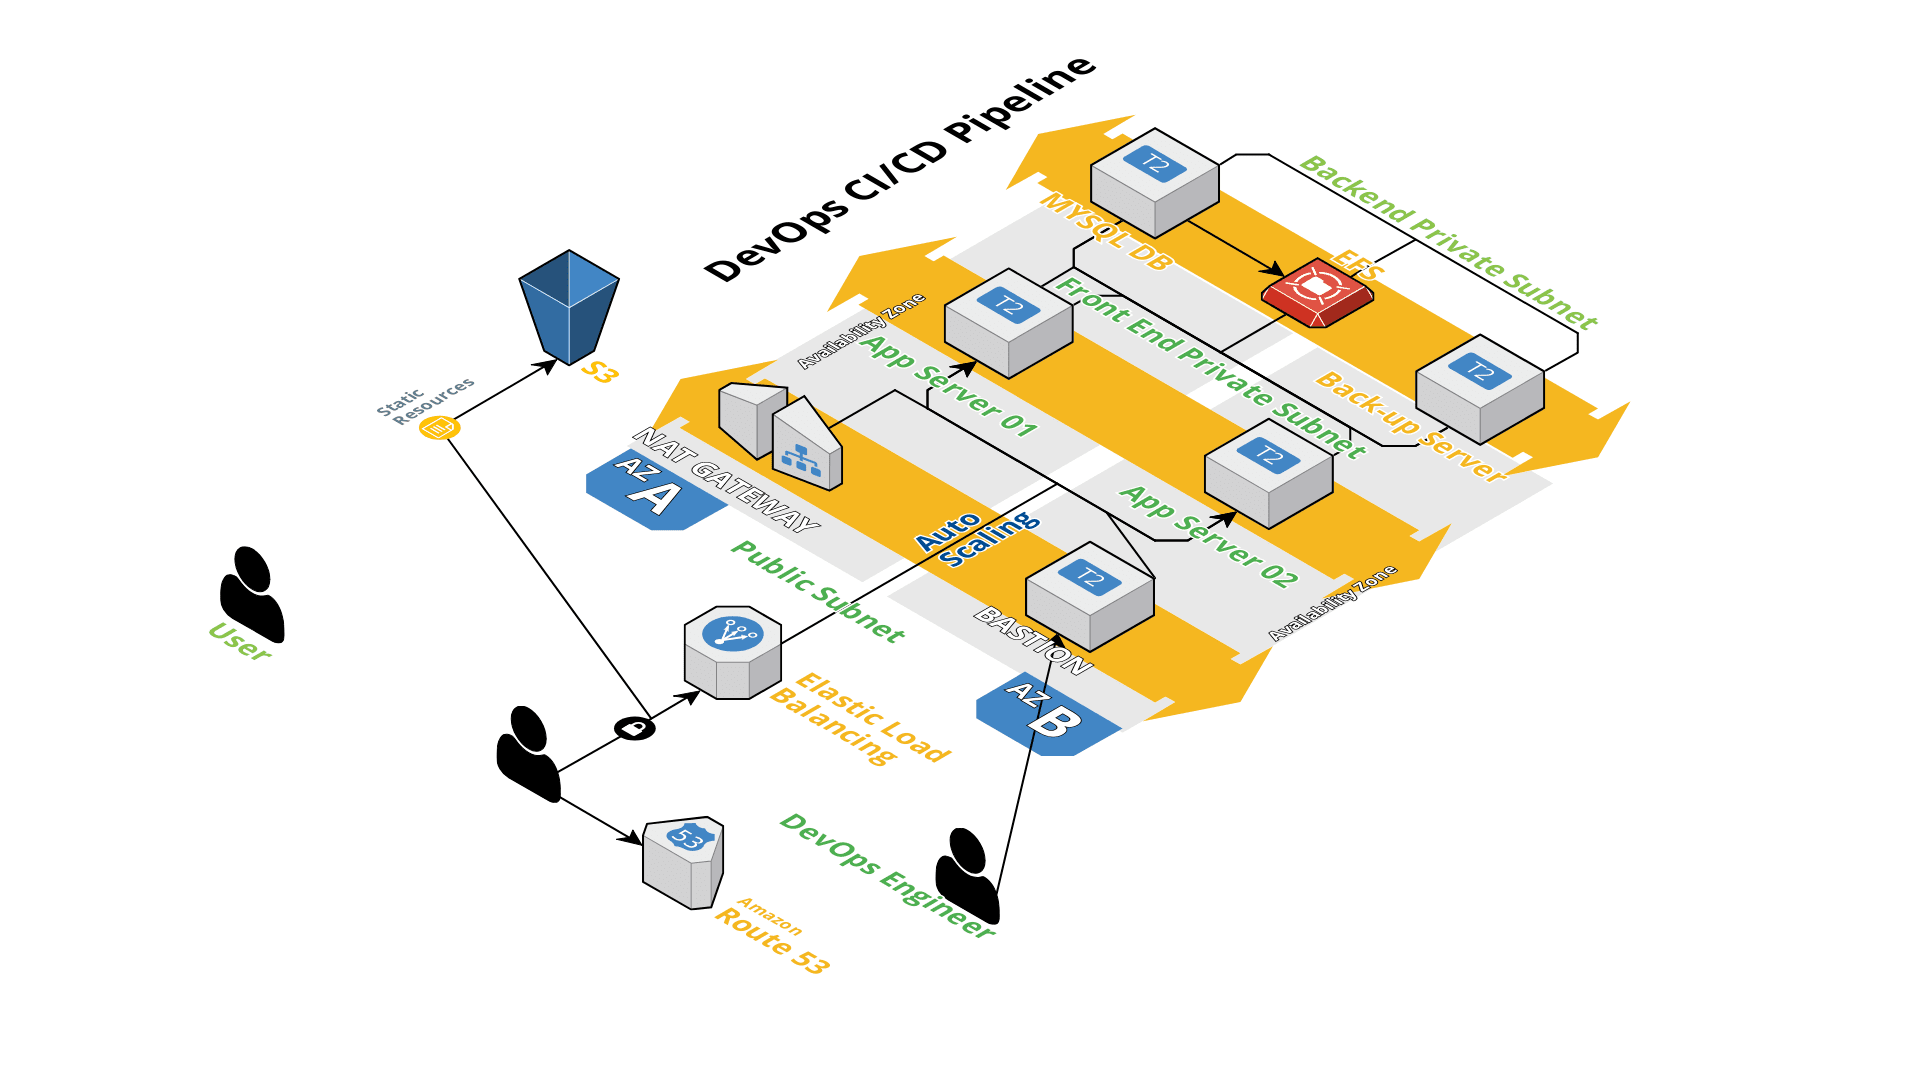 DevOps CI/CD Pipeline
T2
MYSQL DB
Backend Private Subnet
EFS
T2
Back-up Server
Availability Zone
T2
App Server 01
Front End Private Subnet
T2
App Server 02
Availability Zone
S3
Static
Resources
NAT GATEWAY
AZ
A
Auto
Scaling
8
Public Subnet
T2
BASTION
AZ
B
User
Elastic Load
Balancing
53
Amazon
Route 53
DevOps Engineer